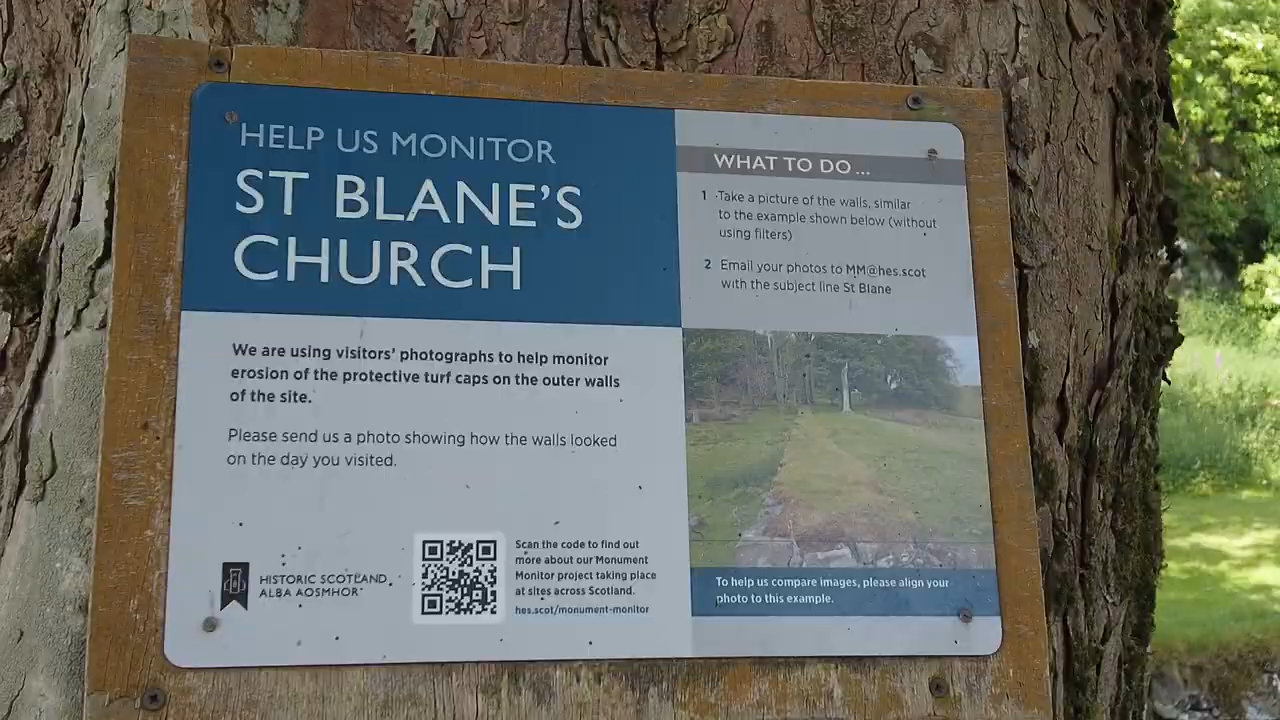 HELP US MONITOR
ST BLANE'S
CHURCH
We are using visitors' photographs to help monitor
erosion of the protective turf caps on the outer walls
of the site.
Please send us a photo showing how the walls looked
on the day you visited.
HISTORIC SCOTLAND
ALBA AOSMHOR
Scan the code to find out
more about our Monument
Monitor project taking place
at sites across Scotland.
hes.scot/monument-monitor
WHAT TO DO...
1 Take a picture of the walls, similar
to the example shown below (without
using filters)
2 Email your photos to MM@hes.scot
with the subject line St Blane
To help us compare images, please align your
photo to this example.